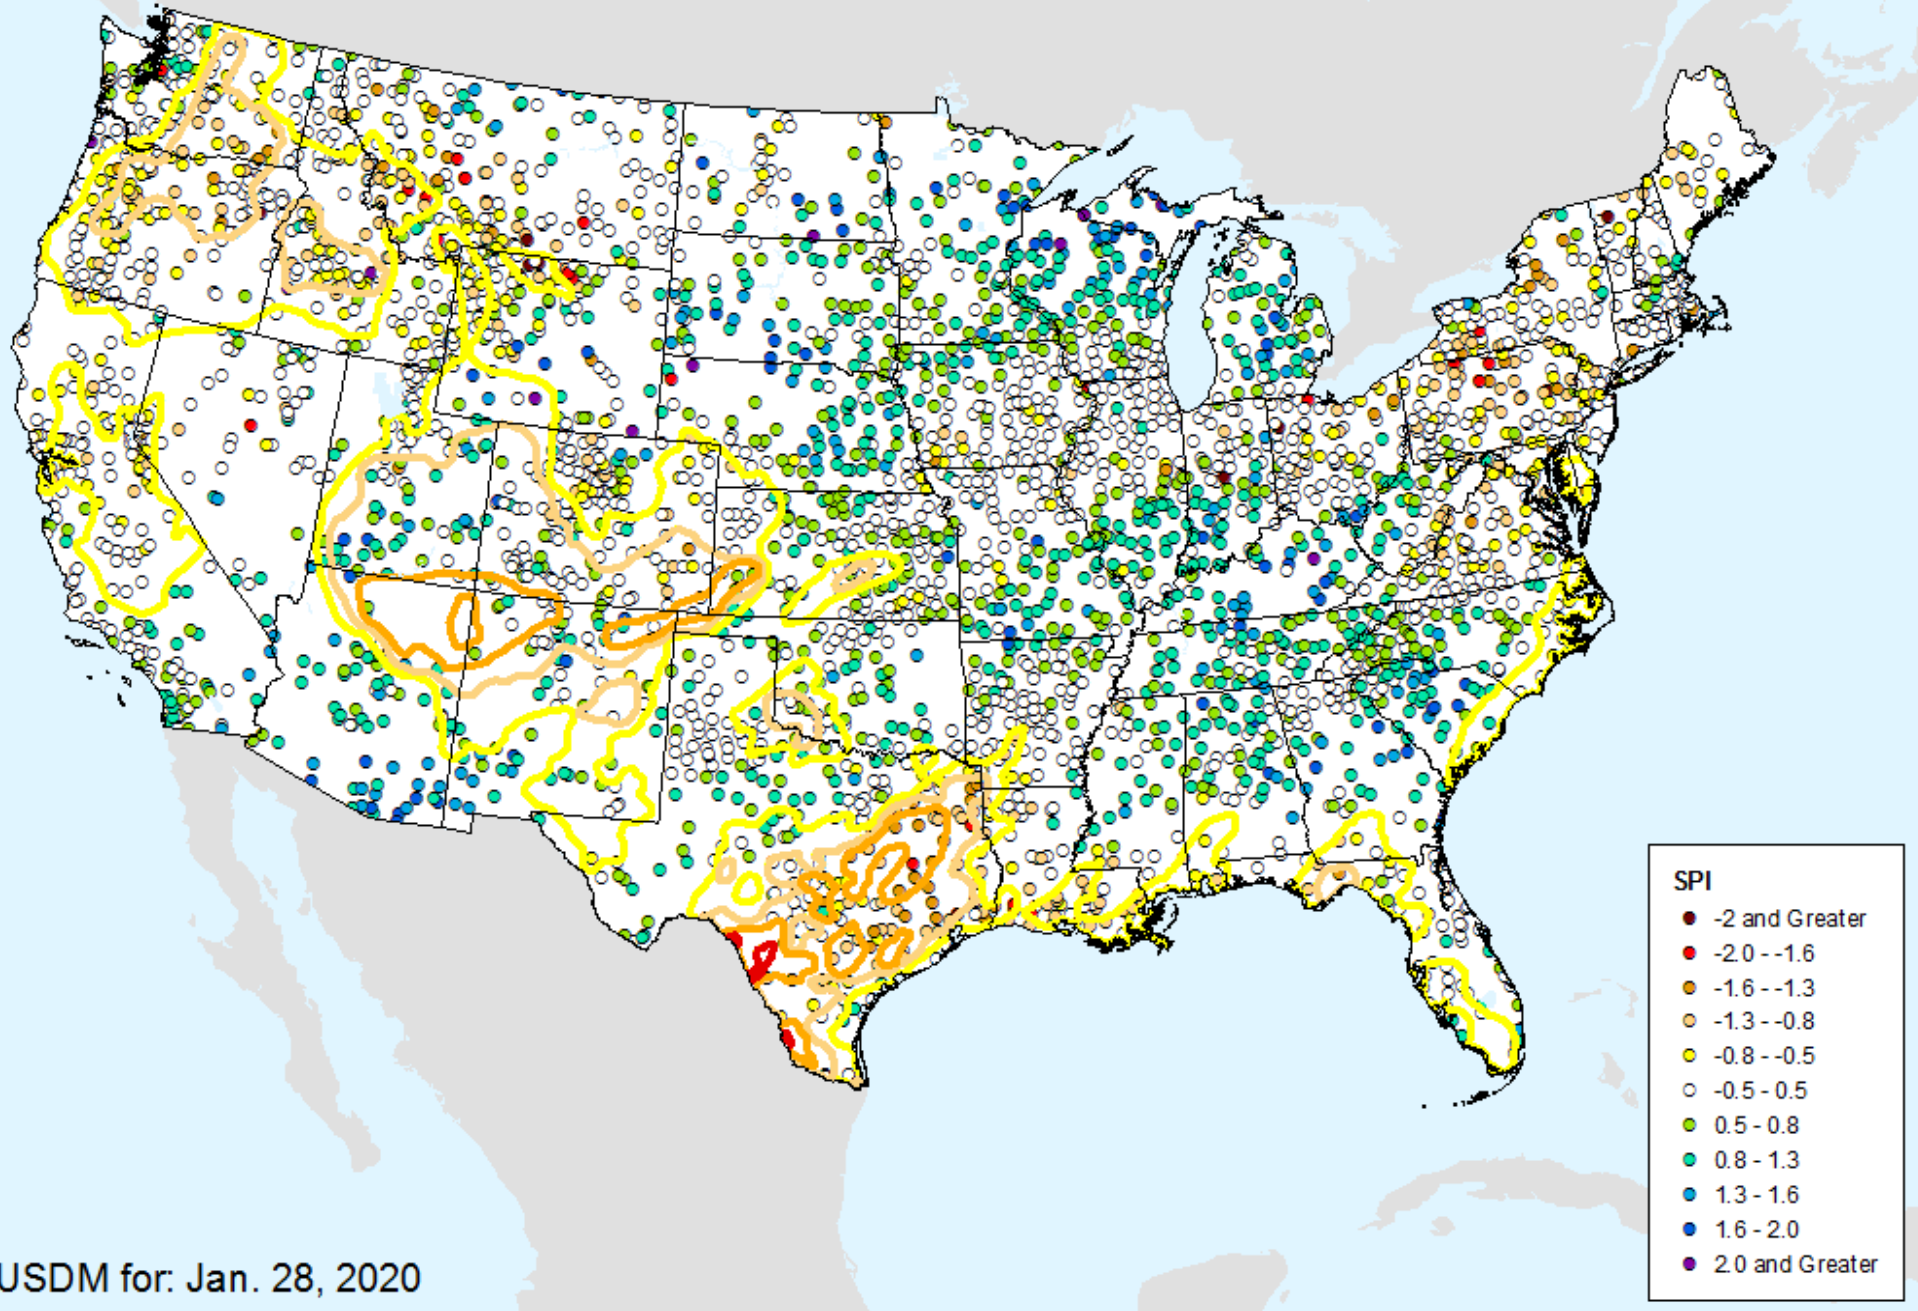 SPI
-2 and Greater
-2.0 - -1.6
-1.6 - -1.3
-1.3 - -0.8
-0.8 - -0.5
-0.5 - 0.5
0.5 - 0.8
0.8 - 1.3
1.3 - 1.6
1.6 - 2.0
2.0 and Greater
USDM for: Jan. 28, 2020